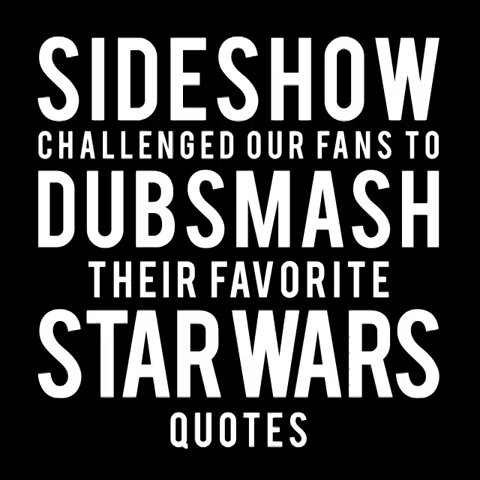 SIDESHOW
CHALLENGED OUR FANS TO
DUBSMASH
THEIR FAVORITE
STAR WARS
QUOTES